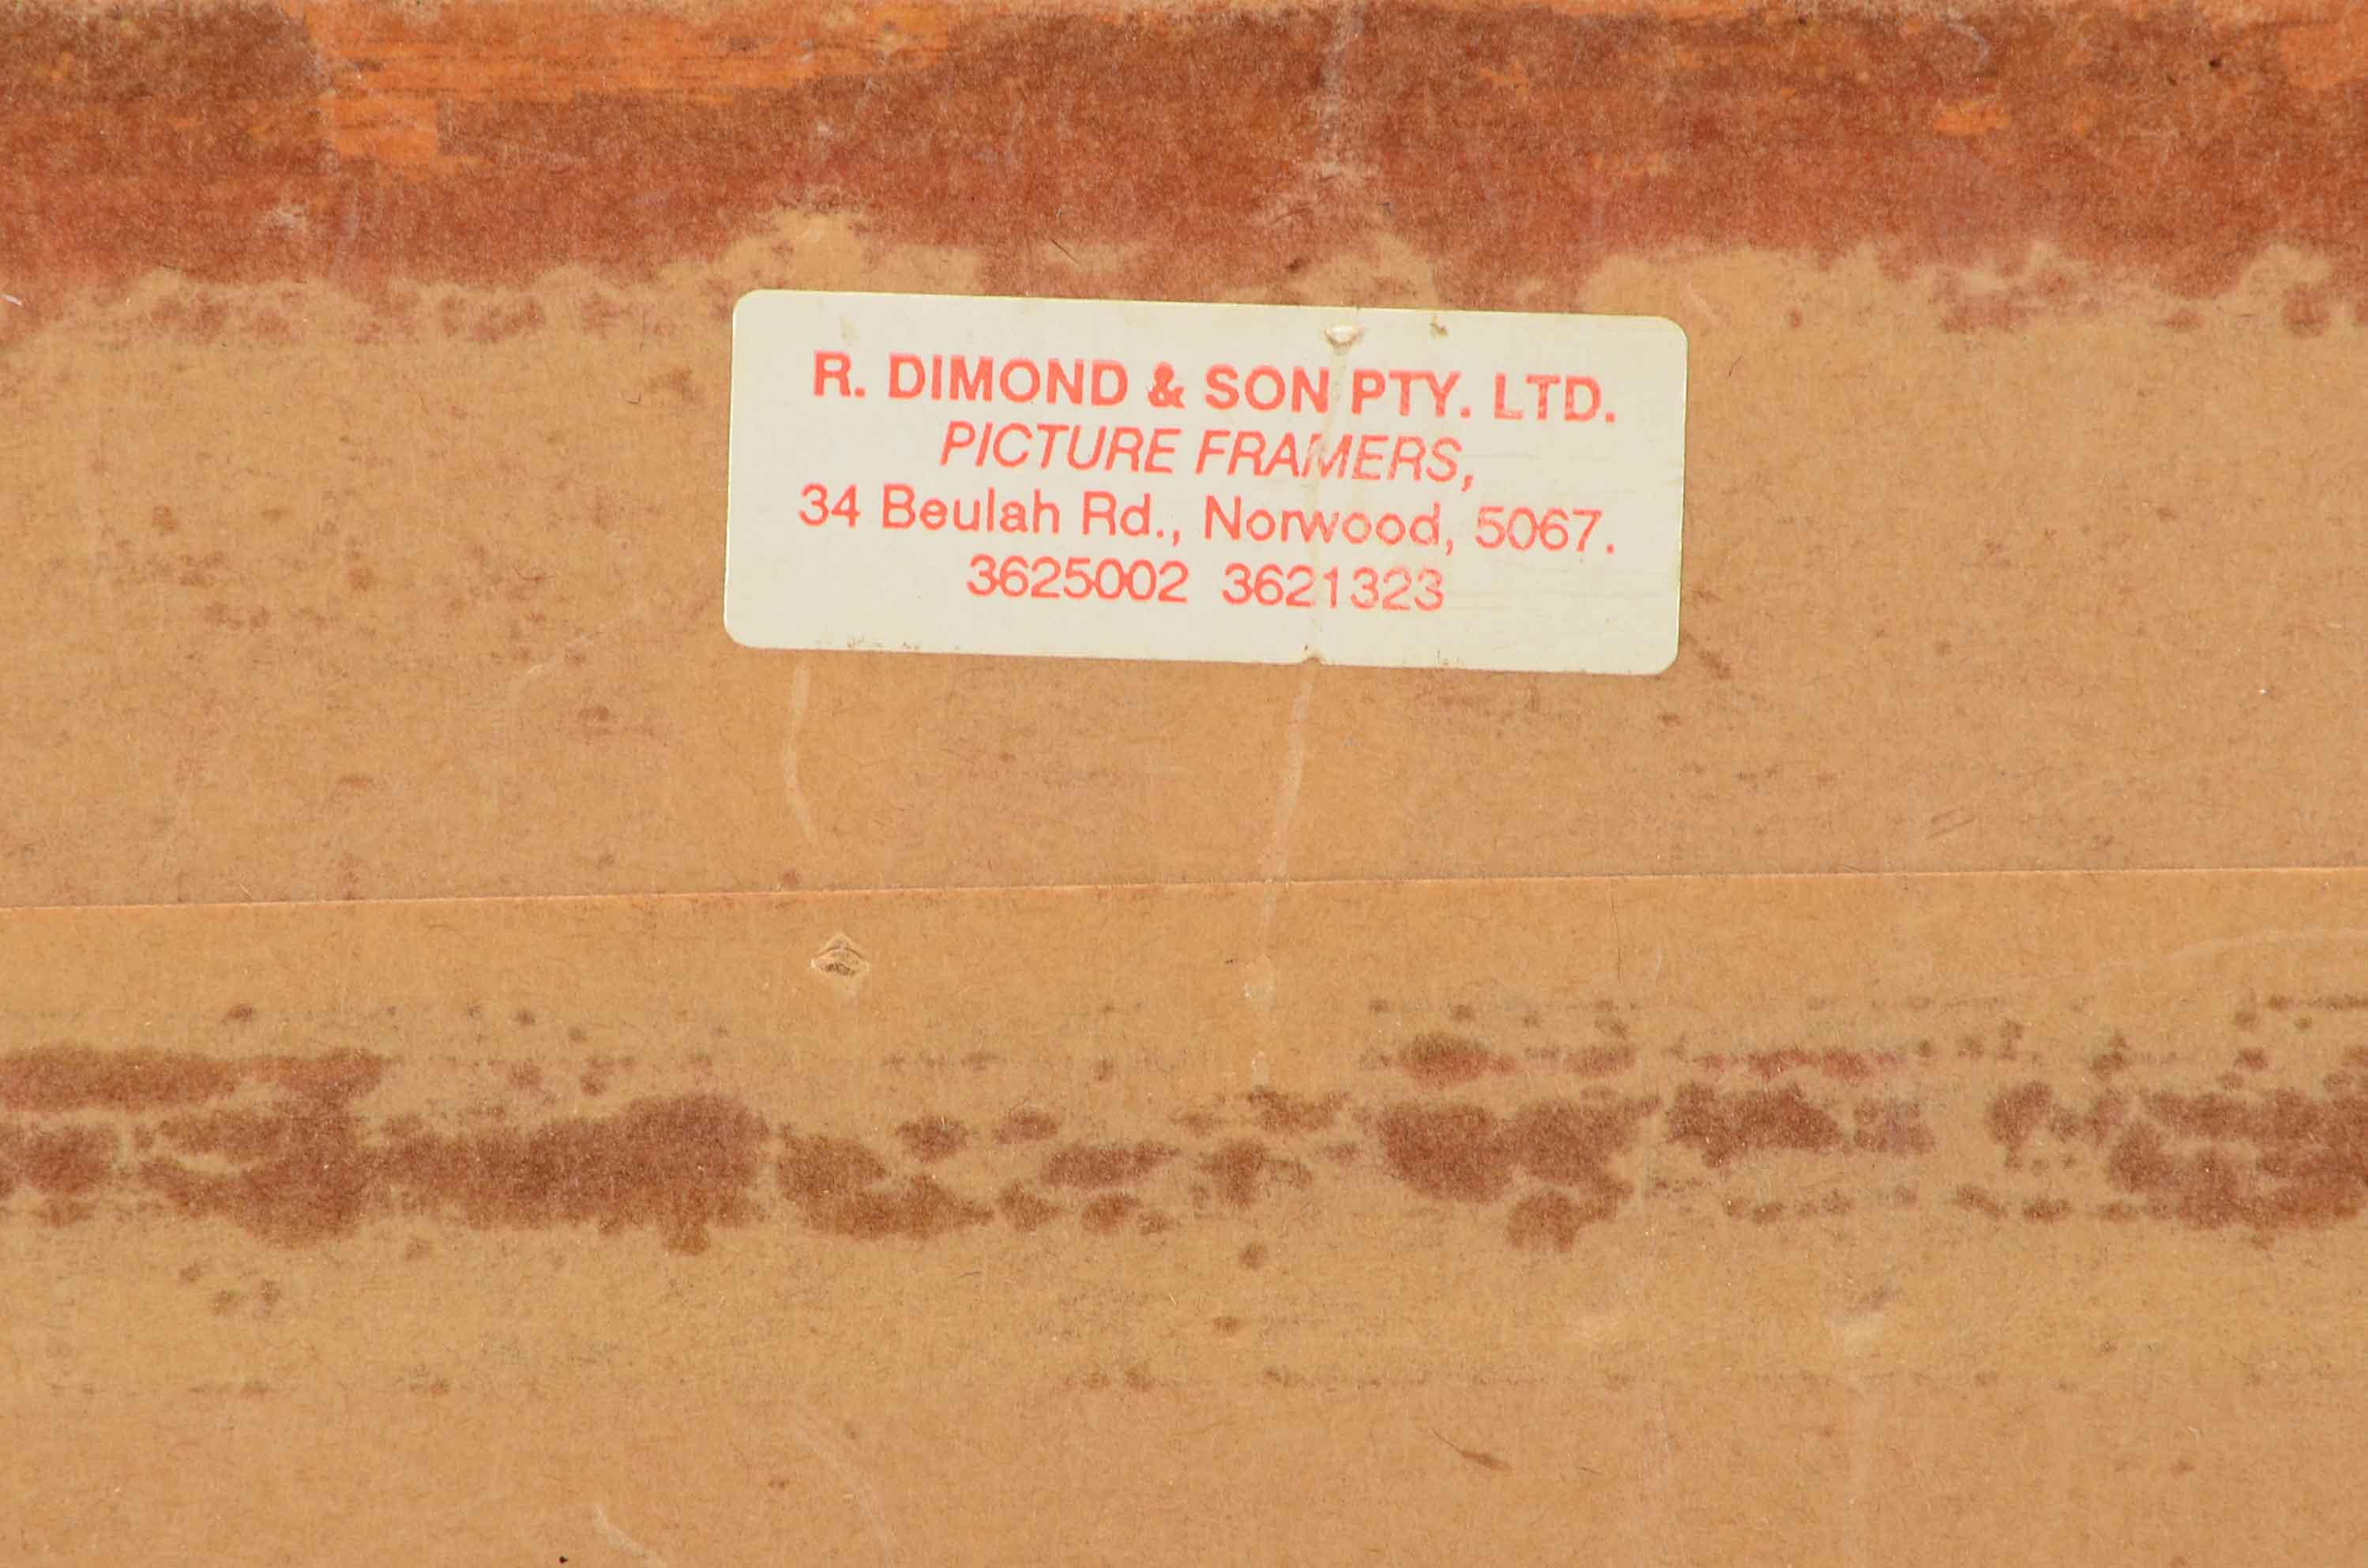 R. DIMOND & SON PTY. LTD.
PICTURE FRAMERS,
34 Beulah Rd., Norwood, 5067.
3625002 3621323